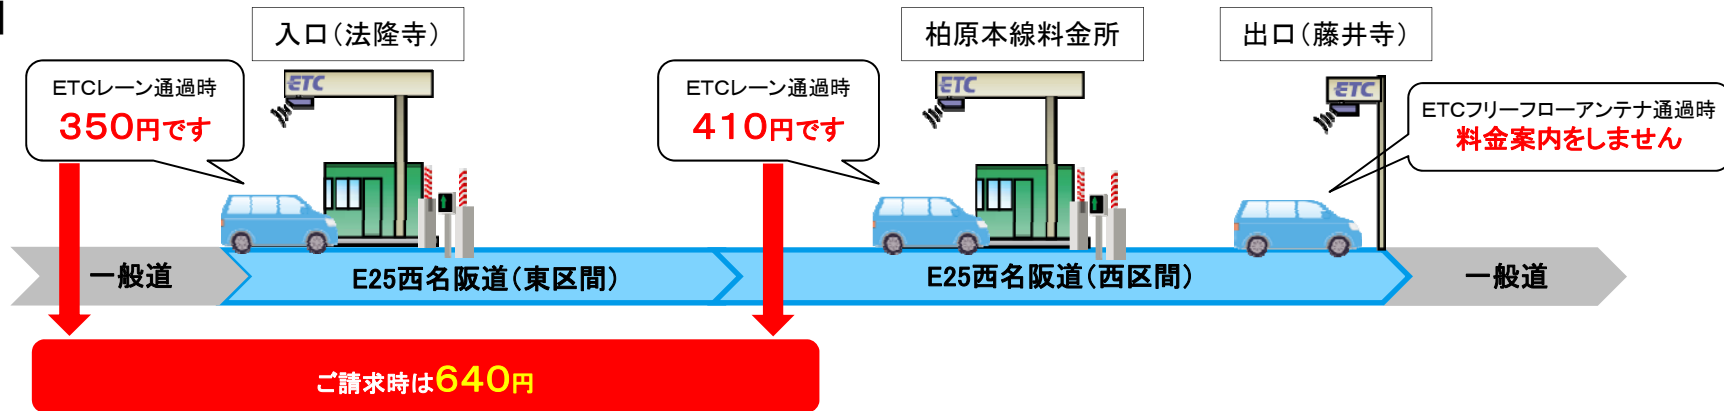 入口（法隆寺）
柏原本線料金所
出口（藤井寺）
ETCレーン通過時
350円です
ETC
ETCレーン通過時
410円です
ETC
ETC
ETCフリーフローアンテナ通過時
料金案内をしません
一般道
E25西名阪道（東区間）
E25西名阪道（西区間）
一般道
ご請求時は640円